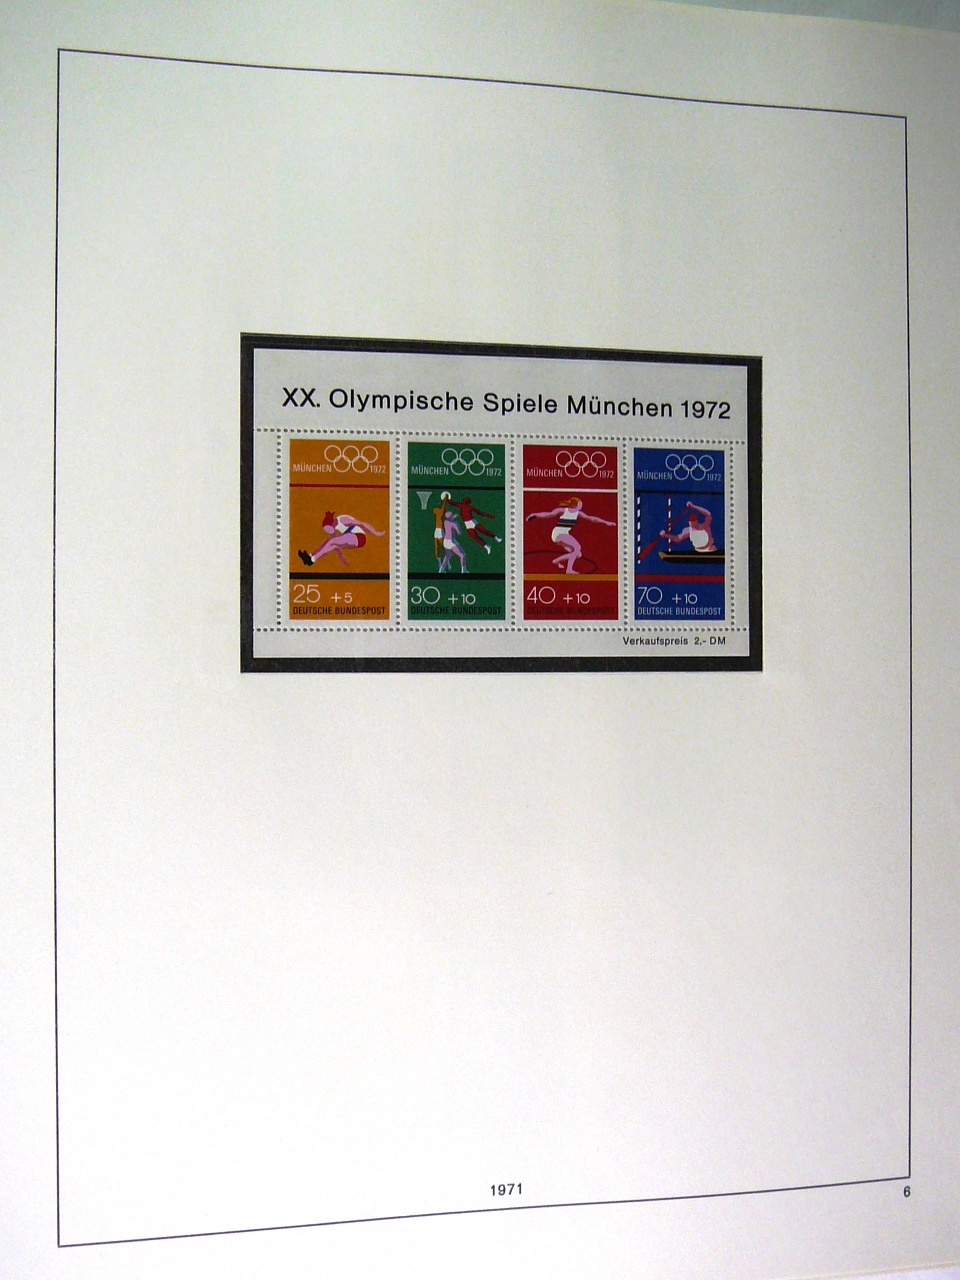 XX. Olympische Spiele München 1972
MÜNCHEN 1972
25 +5
DEUTSCHE BUNDESPOST
MÜNCHEN 1972
30 +10
DEUTSCHE BUNDESPOST
MÜNCHEN 1972
40 +10
DEUTSCHE BUNDESPOST
MÜNCHEN 1972
70 +10
DEUTSCHE BUNDESPOST
Verkaufspreis 2,- DM
1971
6